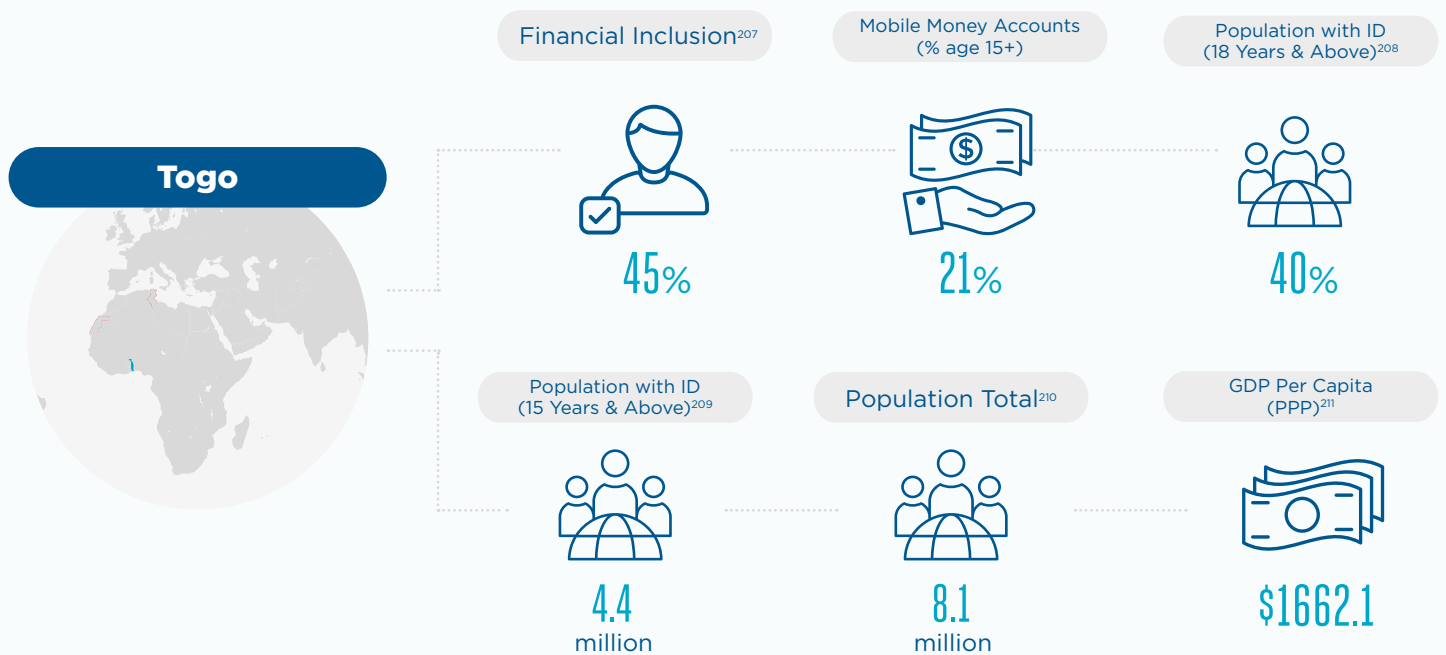 Togo
Financial Inclusion207
Mobile Money Accounts
(% age 15+)
Population with ID
(18 Years & Above)208
$
45%
21%
40%
Population with ID
(15 Years & Above)209
Population Total210
GDP Per Capita
(PPP)211
4.4
million
8.1
million
$1662.1